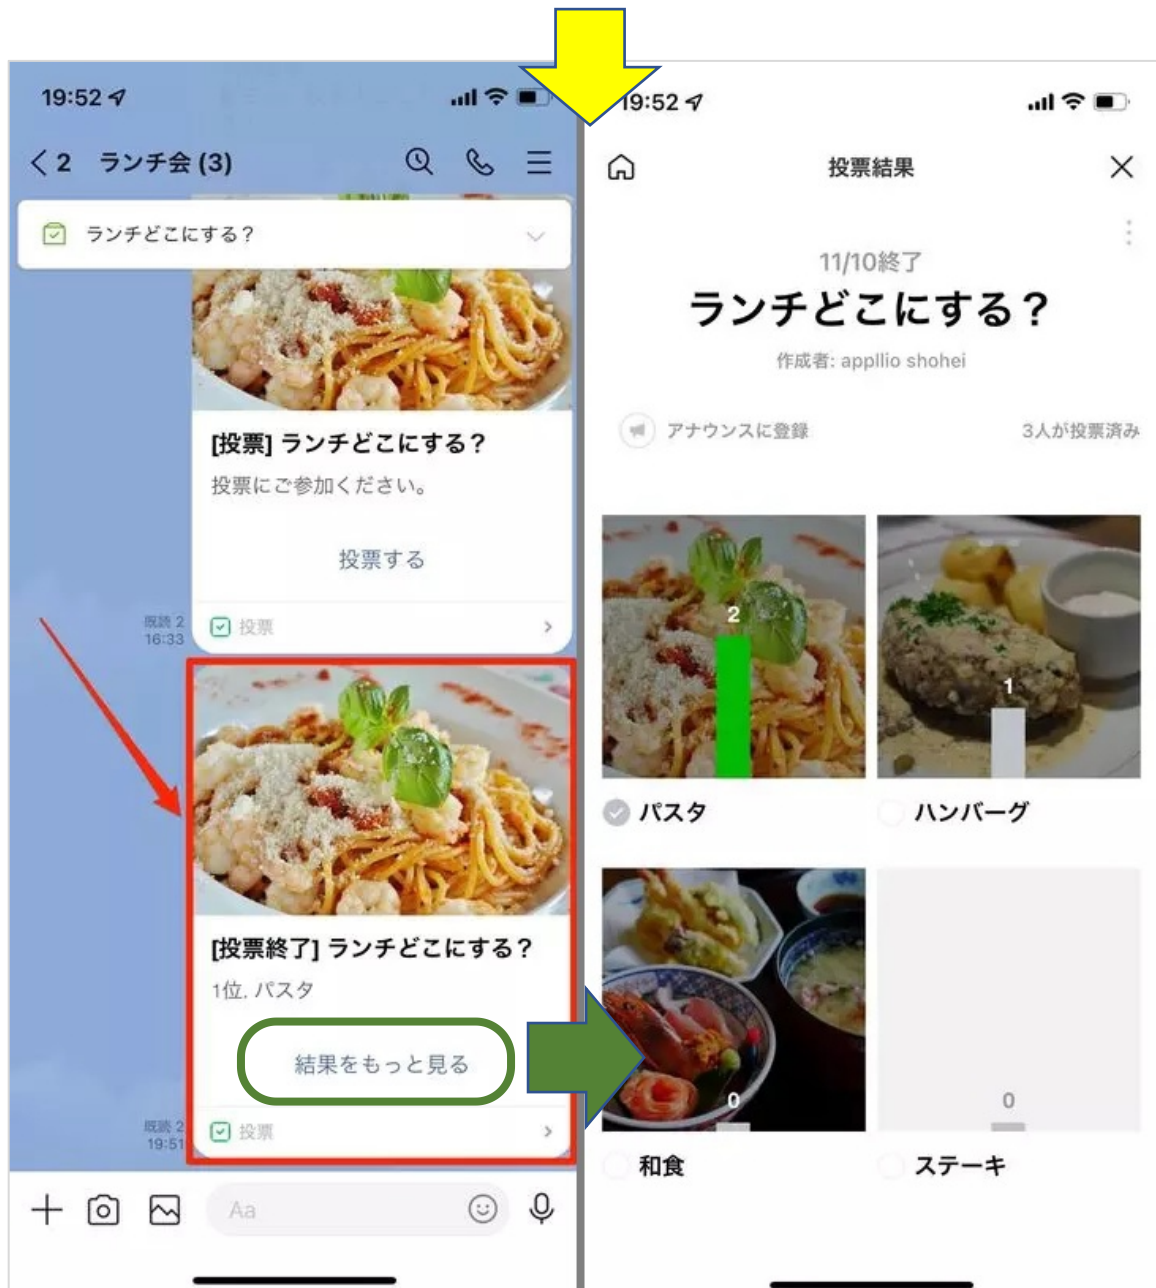 19:52
2 ランチ会 (3)
ランチどこにする？
[投票] ランチどこにする？
投票にご参加ください。
投票する
既読 2
16:33
投票
[投票終了] ランチどこにする？
1位. パスタ
結果をもっと見る
既読 2
19:51
投票
Aa
19:52
投票結果
11/10終了
ランチどこにする？
作成者: appllio shohei
アナウンスに登録
3人が投票済み
2
1
パスタ
ハンバーグ
0
0
和食
ステーキ